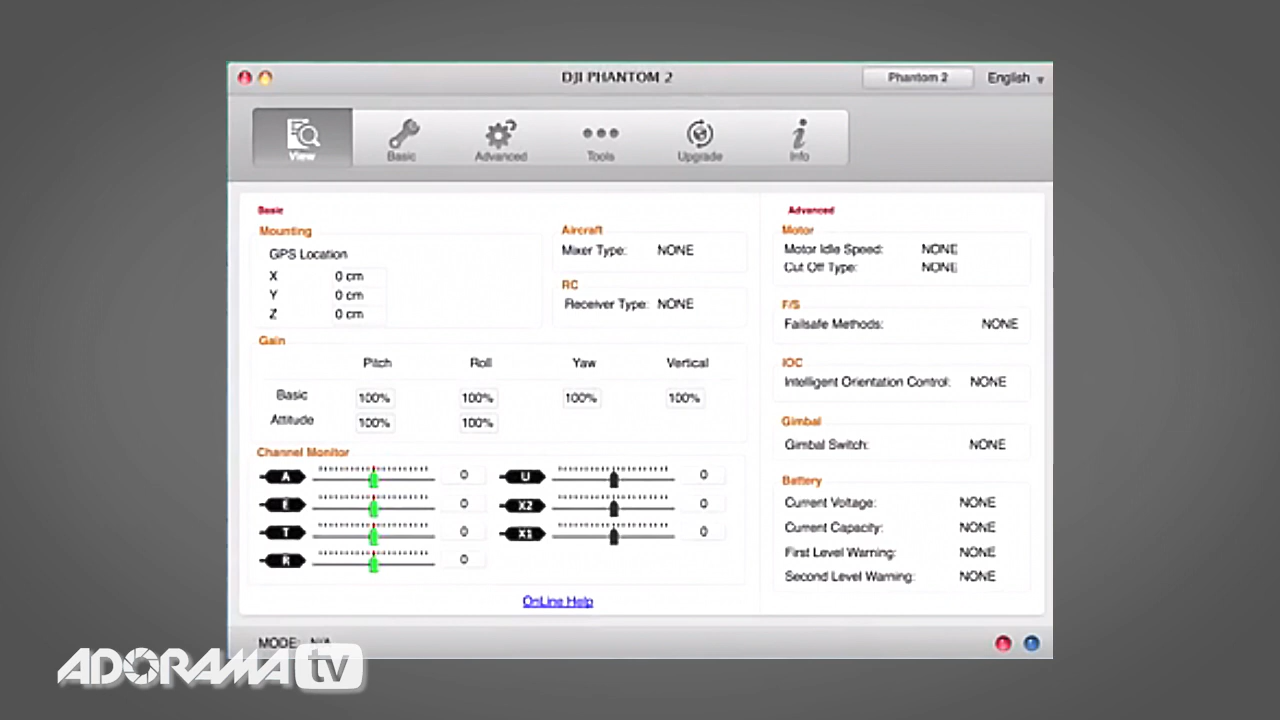 DJI PHANTOM 2
Phantom 2
English
View
Basic
Advanced
Tools
Upgrade
Info
Basic
Mounting
GPS Location
X 0 cm
Y 0 cm
Z 0 cm
Aircraft
Mixer Type: NONE
RC
Receiver Type: NONE
Gain
Pitch Roll Yaw Vertical
Basic 100% 100% 100% 100%
Attitude 100% 100%
Channel Monitor
A 0 U 0
E 0 X2 0
T 0 X1 0
R 0
OnLine Help
Advanced
Motor
Motor Idle Speed: NONE
Cut Off Type: NONE
F/S
Failsafe Methods: NONE
IOC
Intelligent Orientation Control: NONE
Gimbal
Gimbal Switch: NONE
Battery
Current Voltage: NONE
Current Capacity: NONE
First Level Warning: NONE
Second Level Warning: NONE
MODE: N/A
ADORAMA tv